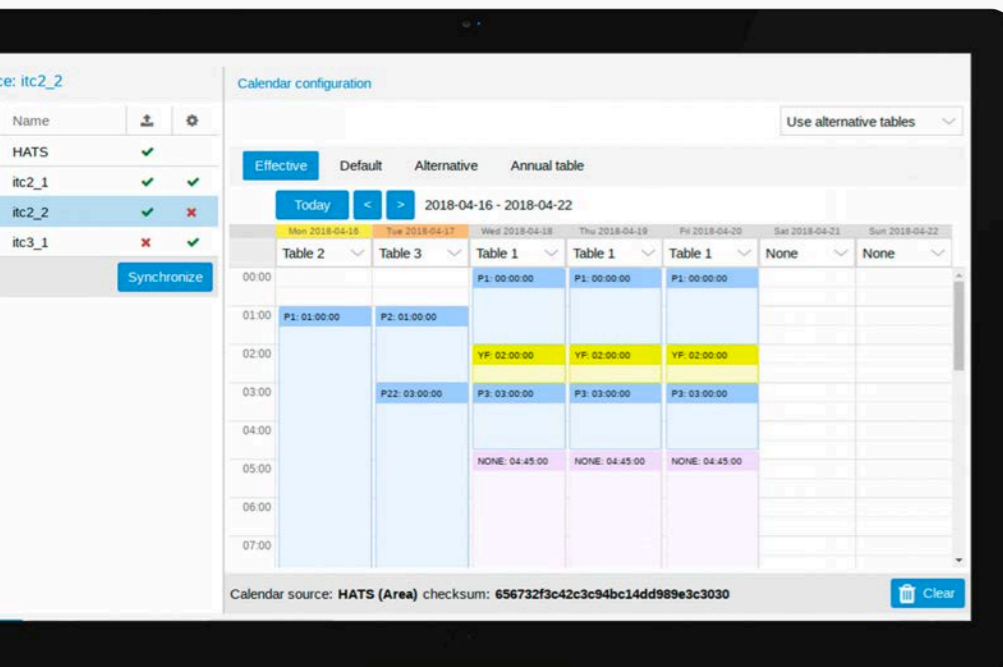 ce: itc2_2
Name
HATS
itc2_1
itc2_2
itc3_1
Synchronize
Calendar configuration
Use alternative tables
Effective Default Alternative Annual table
Today < > 2018-04-16 - 2018-04-22
Mon 2018-04-16 Tue 2018-04-17 Wed 2018-04-18 Thu 2018-04-19 Fri 2018-04-20 Sat 2018-04-21 Sun 2018-04-22
Table 2 Table 3 Table 1 Table 1 Table 1 None None
00:00 P1: 00:00:00 P1: 00:00:00 P1: 00:00:00
01:00 P1: 01:00:00 P2: 01:00:00
02:00 YF: 02:00:00 YF: 02:00:00 YF: 02:00:00
03:00 P22: 03:00:00 P3: 03:00:00 P3: 03:00:00 P3: 03:00:00
04:00
NONE: 04:45:00 NONE: 04:45:00 NONE: 04:45:00
05:00
06:00
07:00
Calendar source: HATS (Area) checksum: 656732f3c42c3c94bc14dd989e3c3030
Clear